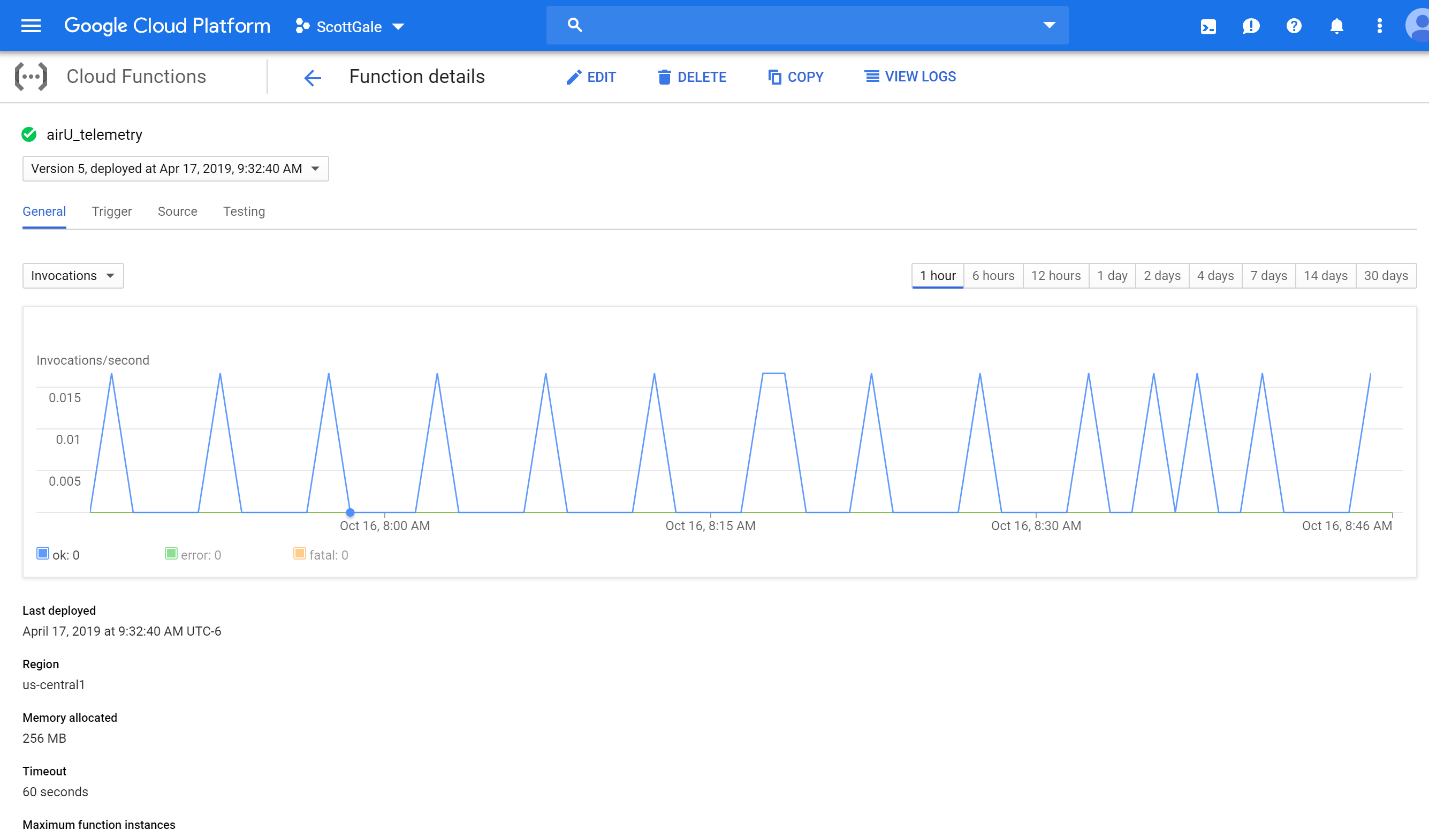 Google Cloud Platform ScottGale
Cloud Functions Function details EDIT DELETE COPY VIEW LOGS
airU_telemetry
Version 5, deployed at Apr 17, 2019, 9:32:40 AM
General Trigger Source Testing
Invocations 1 hour 6 hours 12 hours 1 day 2 days 4 days 7 days 14 days 30 days
Invocations/second
0.015
0.01
0.005
Oct 16, 8:00 AM Oct 16, 8:15 AM Oct 16, 8:30 AM Oct 16, 8:46 AM
ok: 0 error: 0 fatal: 0
Last deployed
April 17, 2019 at 9:32:40 AM UTC-6
Region
us-central1
Memory allocated
256 MB
Timeout
60 seconds
Maximum function instances